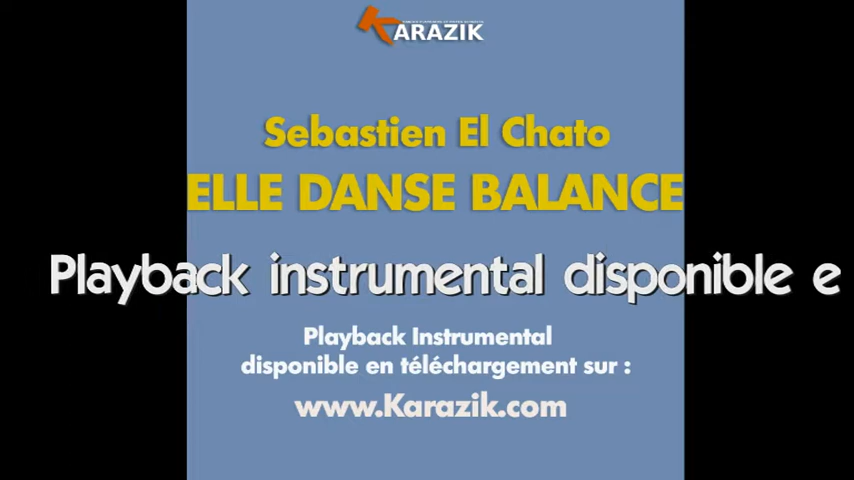 KARAZIK
Sebastien El Chato
ELLE DANSE BALANCE
Playback instrumental disponible e
Playback Instrumental
disponible en téléchargement sur :
www.Karazik.com